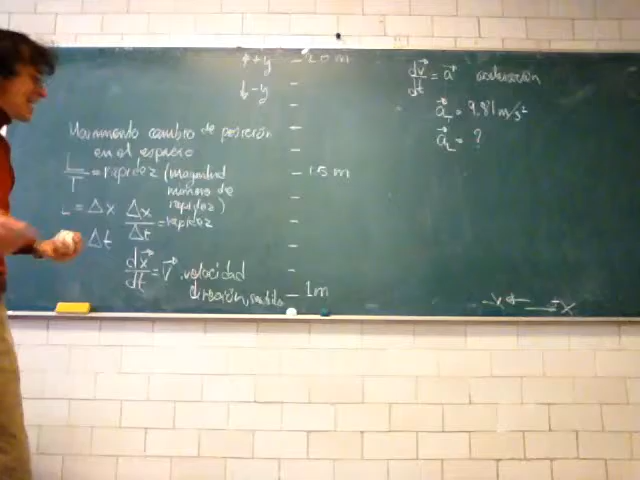 ↑+y
↓-y
Movimiento cambio de posición
en el espacio
L/T = rapidez (magnitud
número de
rapidez)
L = Δx Δx/Δt = rapidez
Δt
dx⃗/dt = v⃗ velocidad
dirección, sentido
2.0 m
1.5 m
1m
dv⃗/dt = a⃗ aceleración
a⃗ = 9.81 m/s²
a⃗L = ?
-x ← → +x